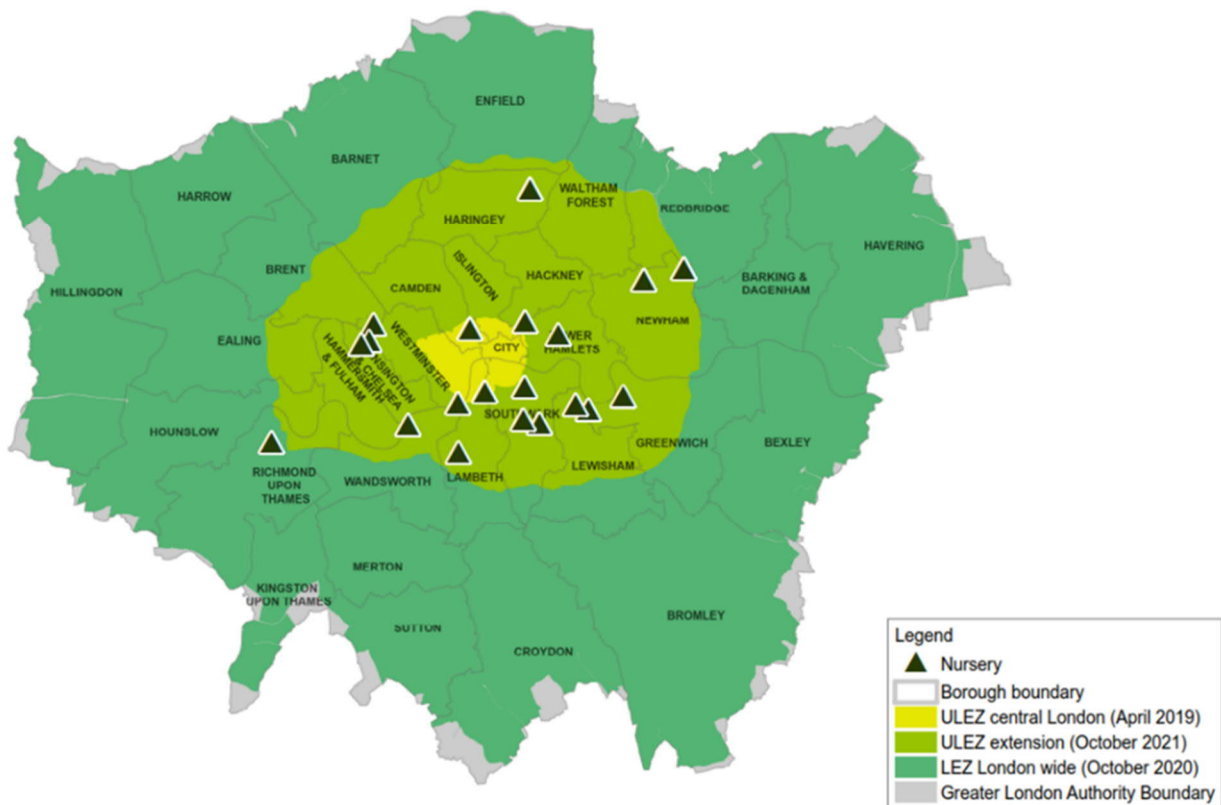 ENFIELD
BARNET
HARROW
WALTHAM
FOREST
REDBRIDGE
HARINGEY
HAVERING
BRENT
ISLINGTON
HACKNEY
BARKING &
DAGENHAM
HILLINGDON
CAMDEN
NEWHAM
EALING
WESTMINSTER
CITY
HAMLETS
& CHELSEA
HAMMERSMITH
& FULHAM
SOUTHWARK
HOUNSLOW
GREENWICH
BEXLEY
RICHMOND
UPON
THAMES
WANDSWORTH
LAMBETH
LEWISHAM
MERTON
KINGSTON
UPON THAMES
SUTTON
BROMLEY
CROYDON
Legend
Nursery
Borough boundary
ULEZ central London (April 2019)
ULEZ extension (October 2021)
LEZ London wide (October 2020)
Greater London Authority Boundary